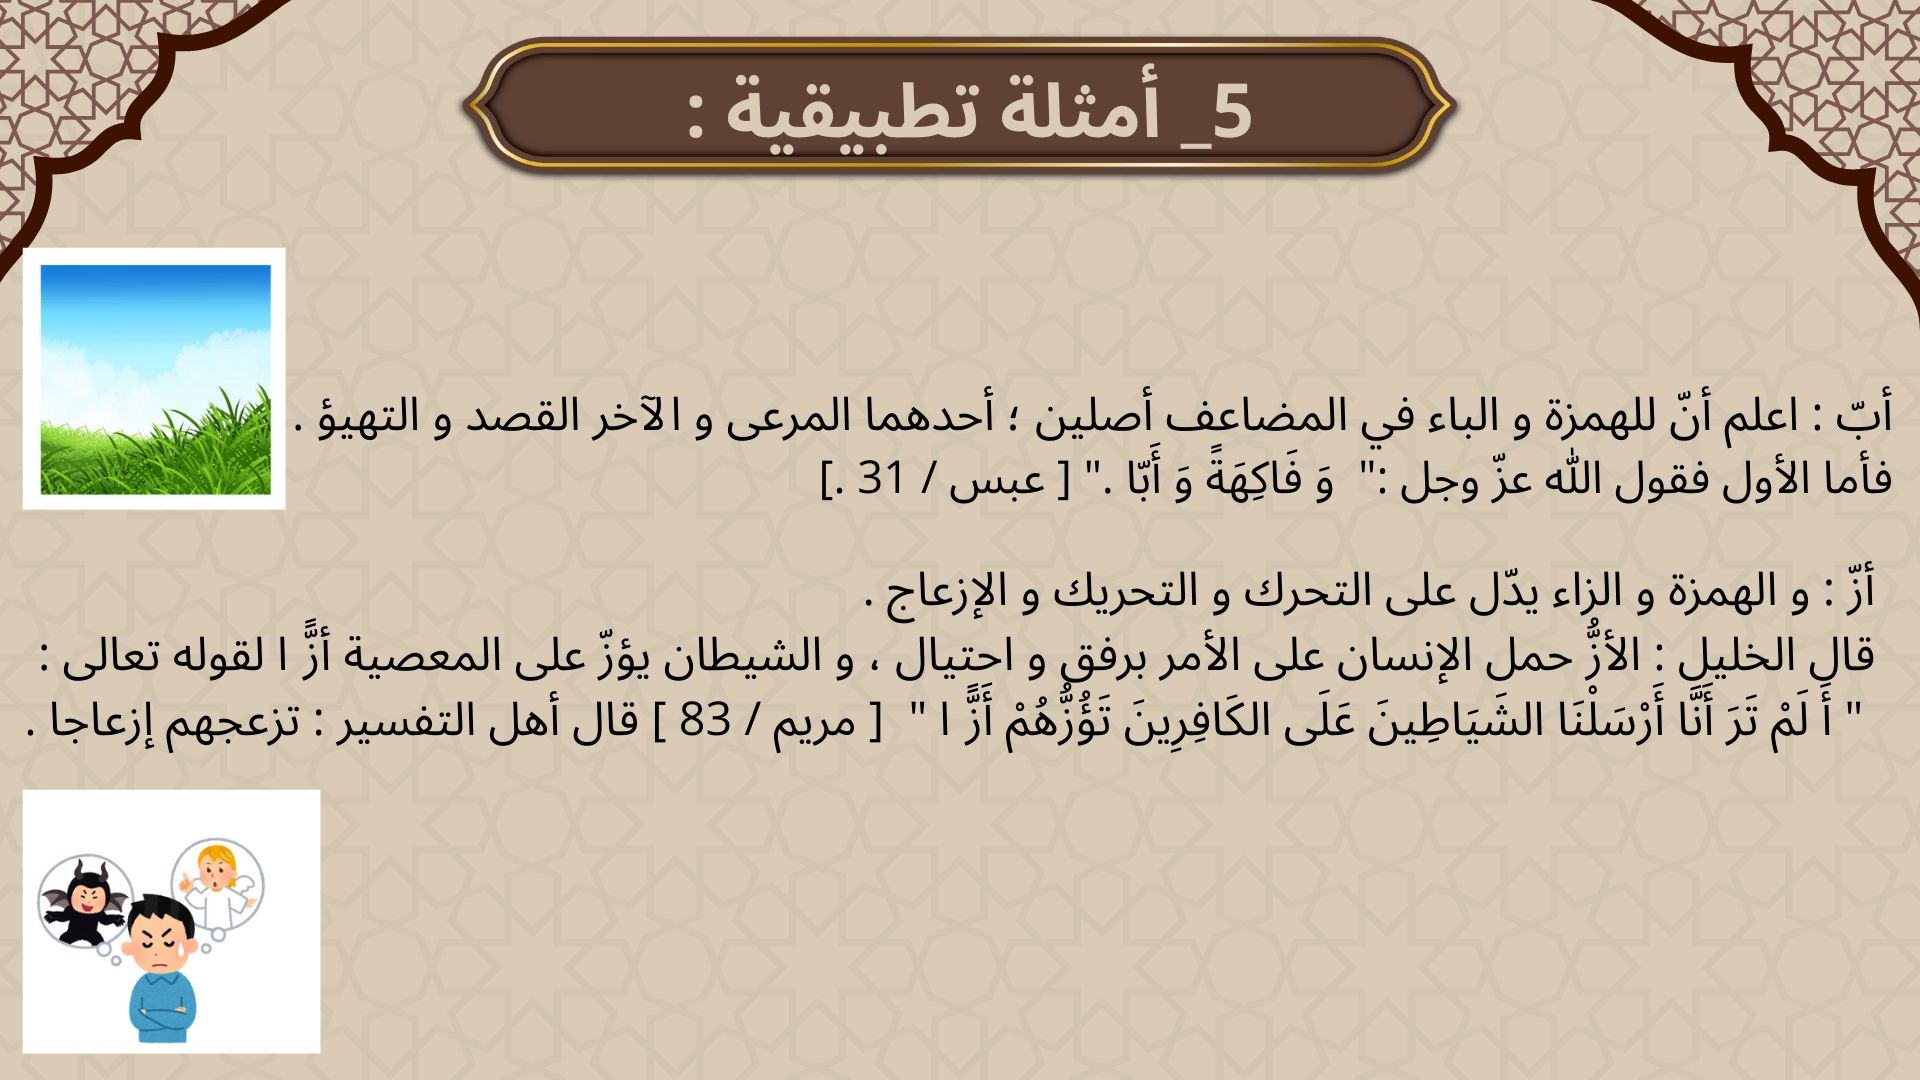 5_ أمثلة تطبيقية :
أبّ : اعلم أنّ للهمزة و الباء في المضاعف أصلين ؛ أحدهما المرعى و الآخر القصد و التهيؤ .
فأما الأول فقول الله عزّ وجل :" وَ فَاكِهَةً وَ أَبّا ." [ عبس / 31 .]
أزّ : و الهمزة و الزاء يدّل على التحرك و التحريك و الإزعاج .
قال الخليل : الأزُّ حمل الإنسان على الأمر برفق و احتيال ، و الشيطان يؤزّ على المعصية أزًّ ا لقوله تعالى :
" أَ لَمْ تَرَ أَنَّا أَرْسَلْنَا الشَيَاطِينَ عَلَى الكَافِرِينَ تَؤُزُّهُمْ أَزًّ ا " [ مريم / 83 ] قال أهل التفسير : تزعجهم إزعاجا .